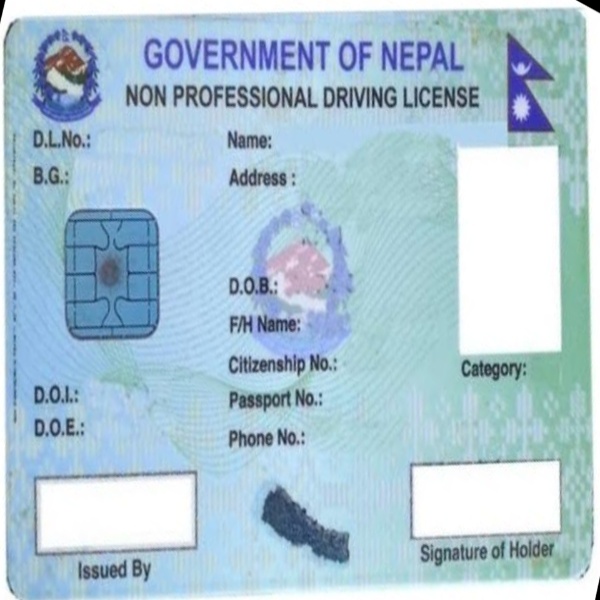 GOVERNMENT OF NEPAL
NON PROFESSIONAL DRIVING LICENSE
D.L.No.:
B.G.:
Name:
Address :
D.O.B.:
F/H Name:
Citizenship No.:
Passport No.:
Phone No.:
Category:
D.O.I.:
D.O.E.:
Issued By
Signature of Holder